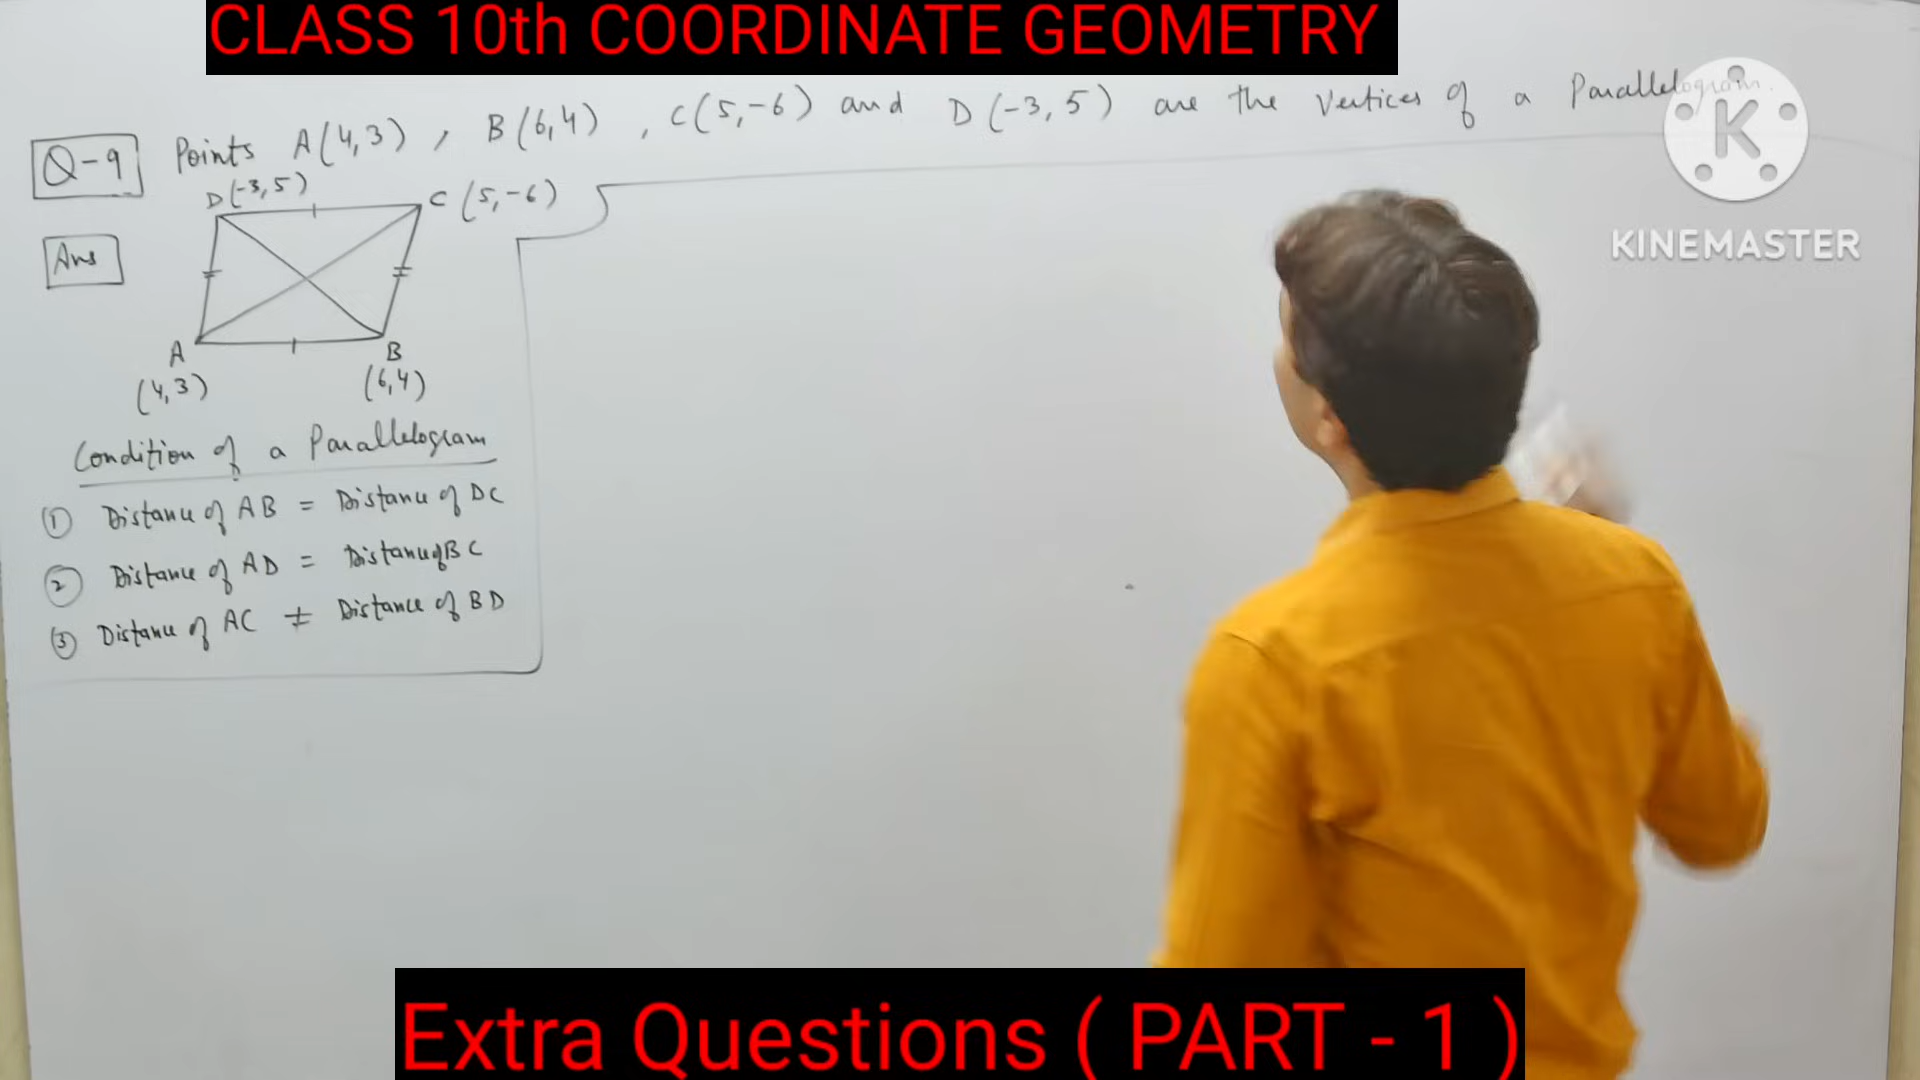 CLASS 10th COORDINATE GEOMETRY
Q-9 Points A(4,3), B(6,4), C(5,-6) and D(-3,5) are the vertices of a Parallelogram.
KINEMASTER
Ans
D(-3,5) C(5,-6)
A B
(4,3) (6,4)
Condition of a Parallelogram
① Distance of AB = Distance of DC
② Distance of AD = Distance of BC
③ Distance of AC ≠ Distance of BD
Extra Questions ( PART - 1 )